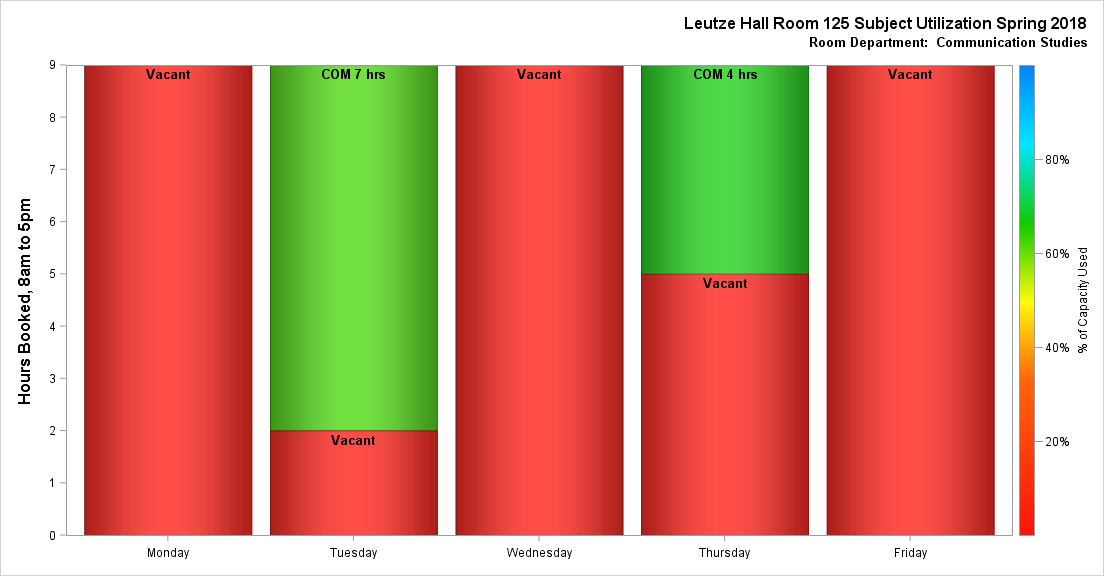 Leutze Hall Room 125 Subject Utilization Spring 2018
Room Department:  Communication Studies
Hours Booked, 8am to 5pm
9
8
7
6
5
4
3
2
1
0
Vacant
COM 7 hrs
Vacant
COM 4 hrs
Vacant
Vacant
Vacant
Monday
Tuesday
Wednesday
Thursday
Friday
80%
60%
40%
20%
% of Capacity Used